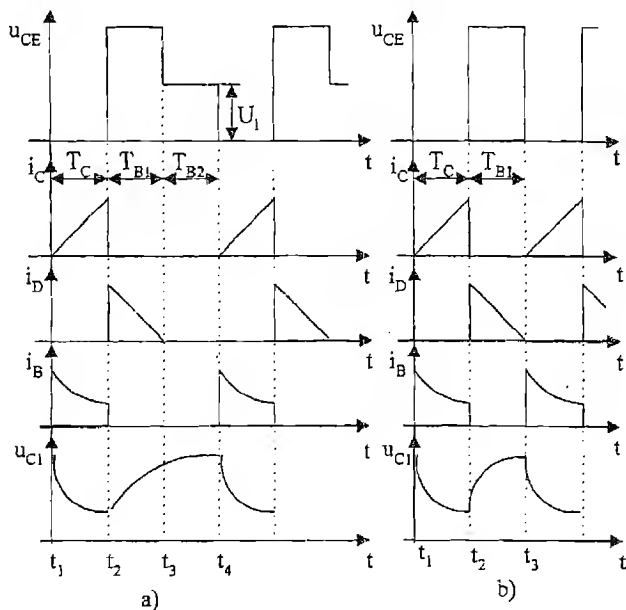 u_CE
u_CE
U_1
t
t
i_C
T_C
T_B1
T_B2
i_C
T_C
T_B1
t
t
i_D
i_D
t
t
i_B
i_B
t
t
u_C1
u_C1
t
t
t_1 t_2 t_3 t_4
t_1 t_2 t_3
a)
b)